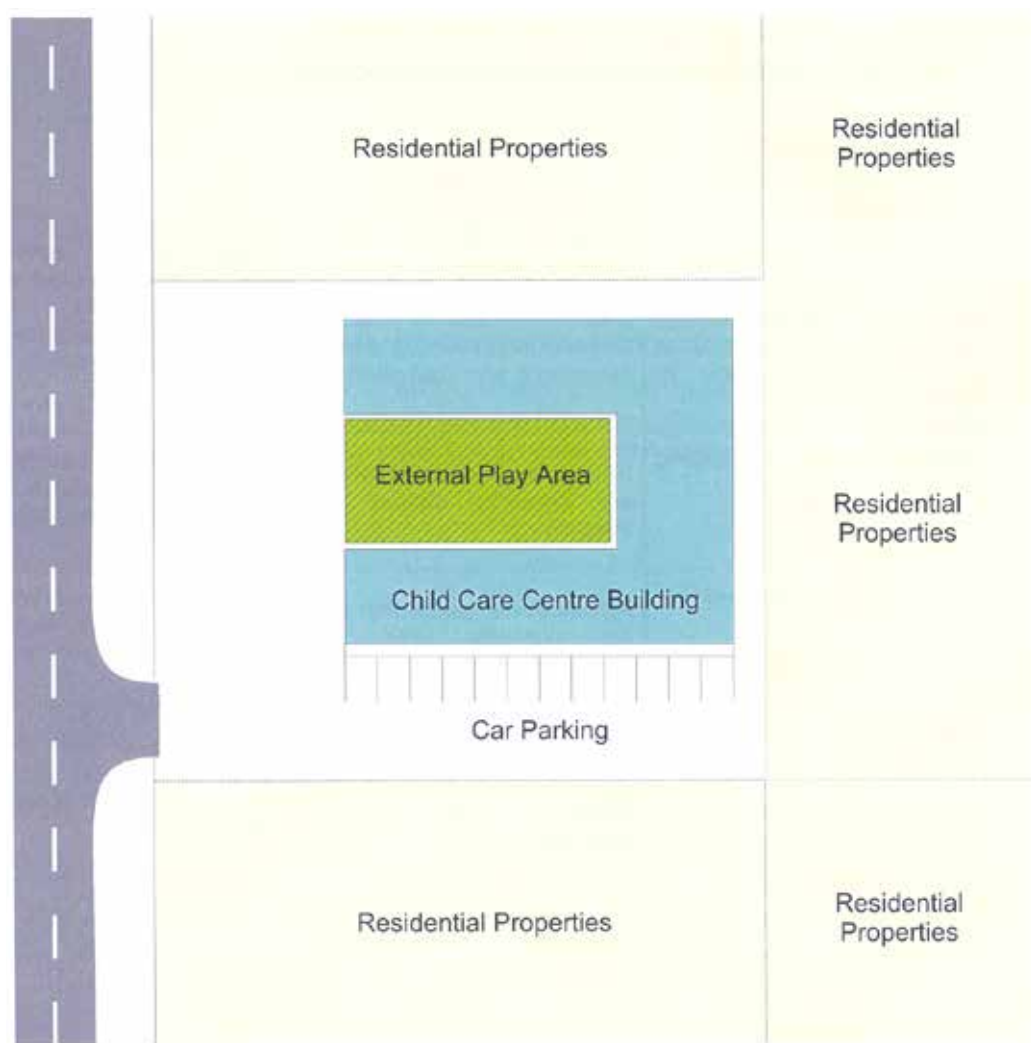 Residential Properties
Residential
Properties
External Play Area
Residential
Properties
Child Care Centre Building
Car Parking
Residential Properties
Residential
Properties